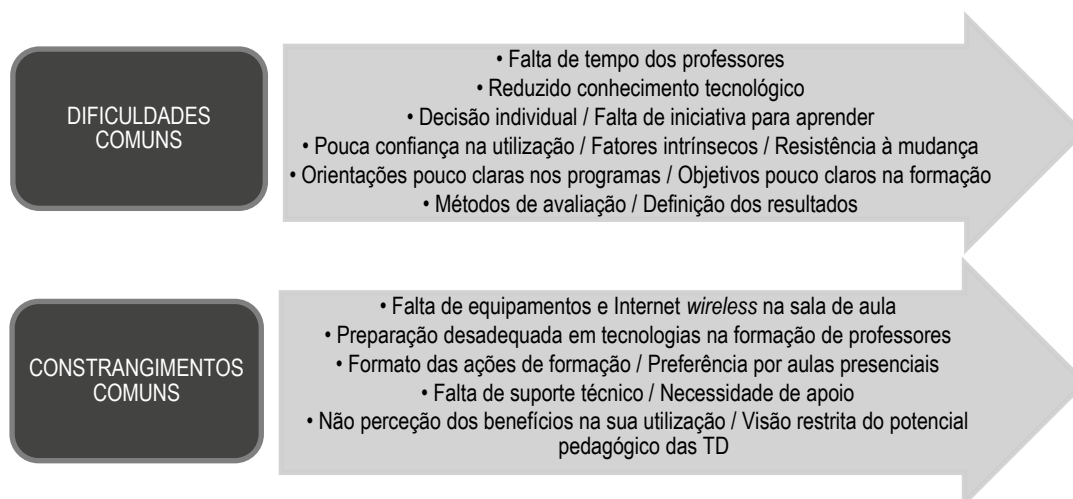 DIFICULDADES
COMUNS
• Falta de tempo dos professores
• Reduzido conhecimento tecnológico
• Decisão individual / Falta de iniciativa para aprender
• Pouca confiança na utilização / Fatores intrínsecos / Resistência à mudança
• Orientações pouco claras nos programas / Objetivos pouco claros na formação
• Métodos de avaliação / Definição dos resultados
CONSTRANGIMENTOS
COMUNS
• Falta de equipamentos e Internet wireless na sala de aula
• Preparação desadequada em tecnologias na formação de professores
• Formato das ações de formação / Preferência por aulas presenciais
• Falta de suporte técnico / Necessidade de apoio
• Não perceção dos benefícios na sua utilização / Visão restrita do potencial
pedagógico das TD